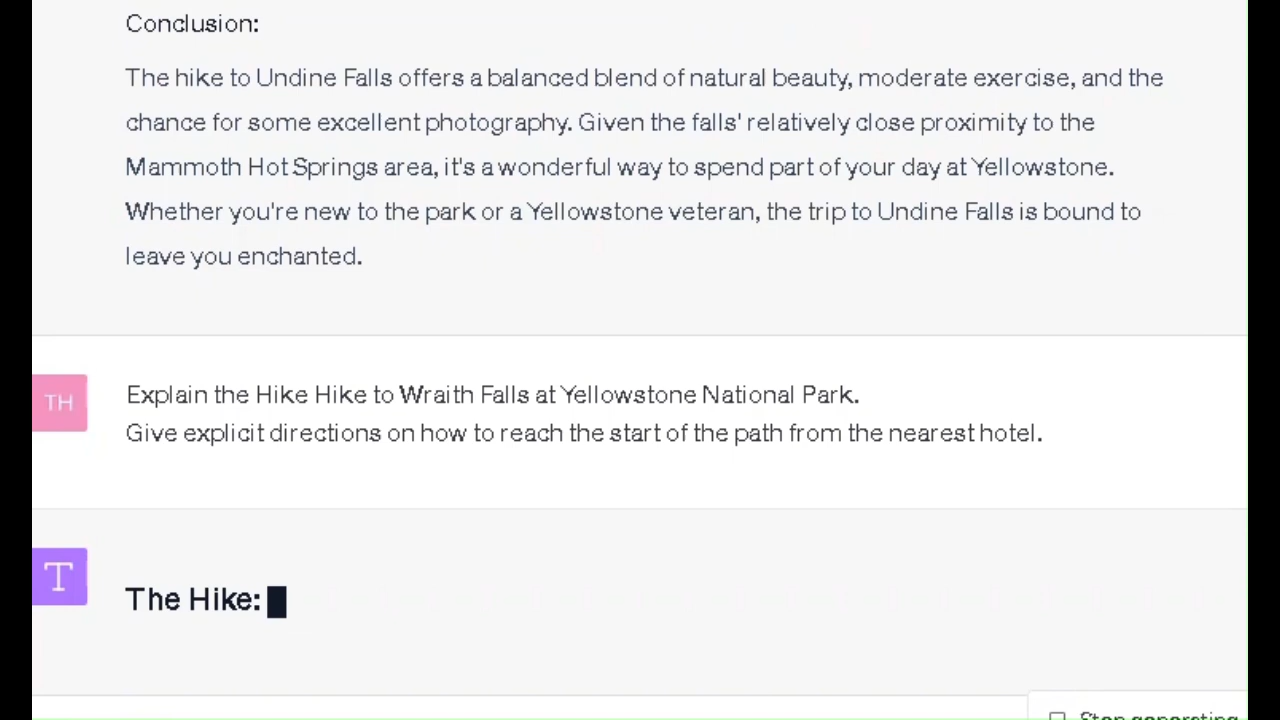 Conclusion:
The hike to Undine Falls offers a balanced blend of natural beauty, moderate exercise, and the
chance for some excellent photography. Given the falls' relatively close proximity to the
Mammoth Hot Springs area, it's a wonderful way to spend part of your day at Yellowstone.
Whether you're new to the park or a Yellowstone veteran, the trip to Undine Falls is bound to
leave you enchanted.
TH
Explain the Hike Hike to Wraith Falls at Yellowstone National Park.
Give explicit directions on how to reach the start of the path from the nearest hotel.
T
The Hike:
Stop generating